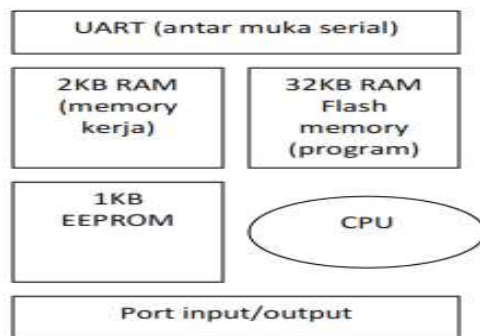 UART (antar muka serial)
2KB RAM
(memory
kerja)
32KB RAM
Flash
memory
(program)
1KB
EEPROM
CPU
Port input/output